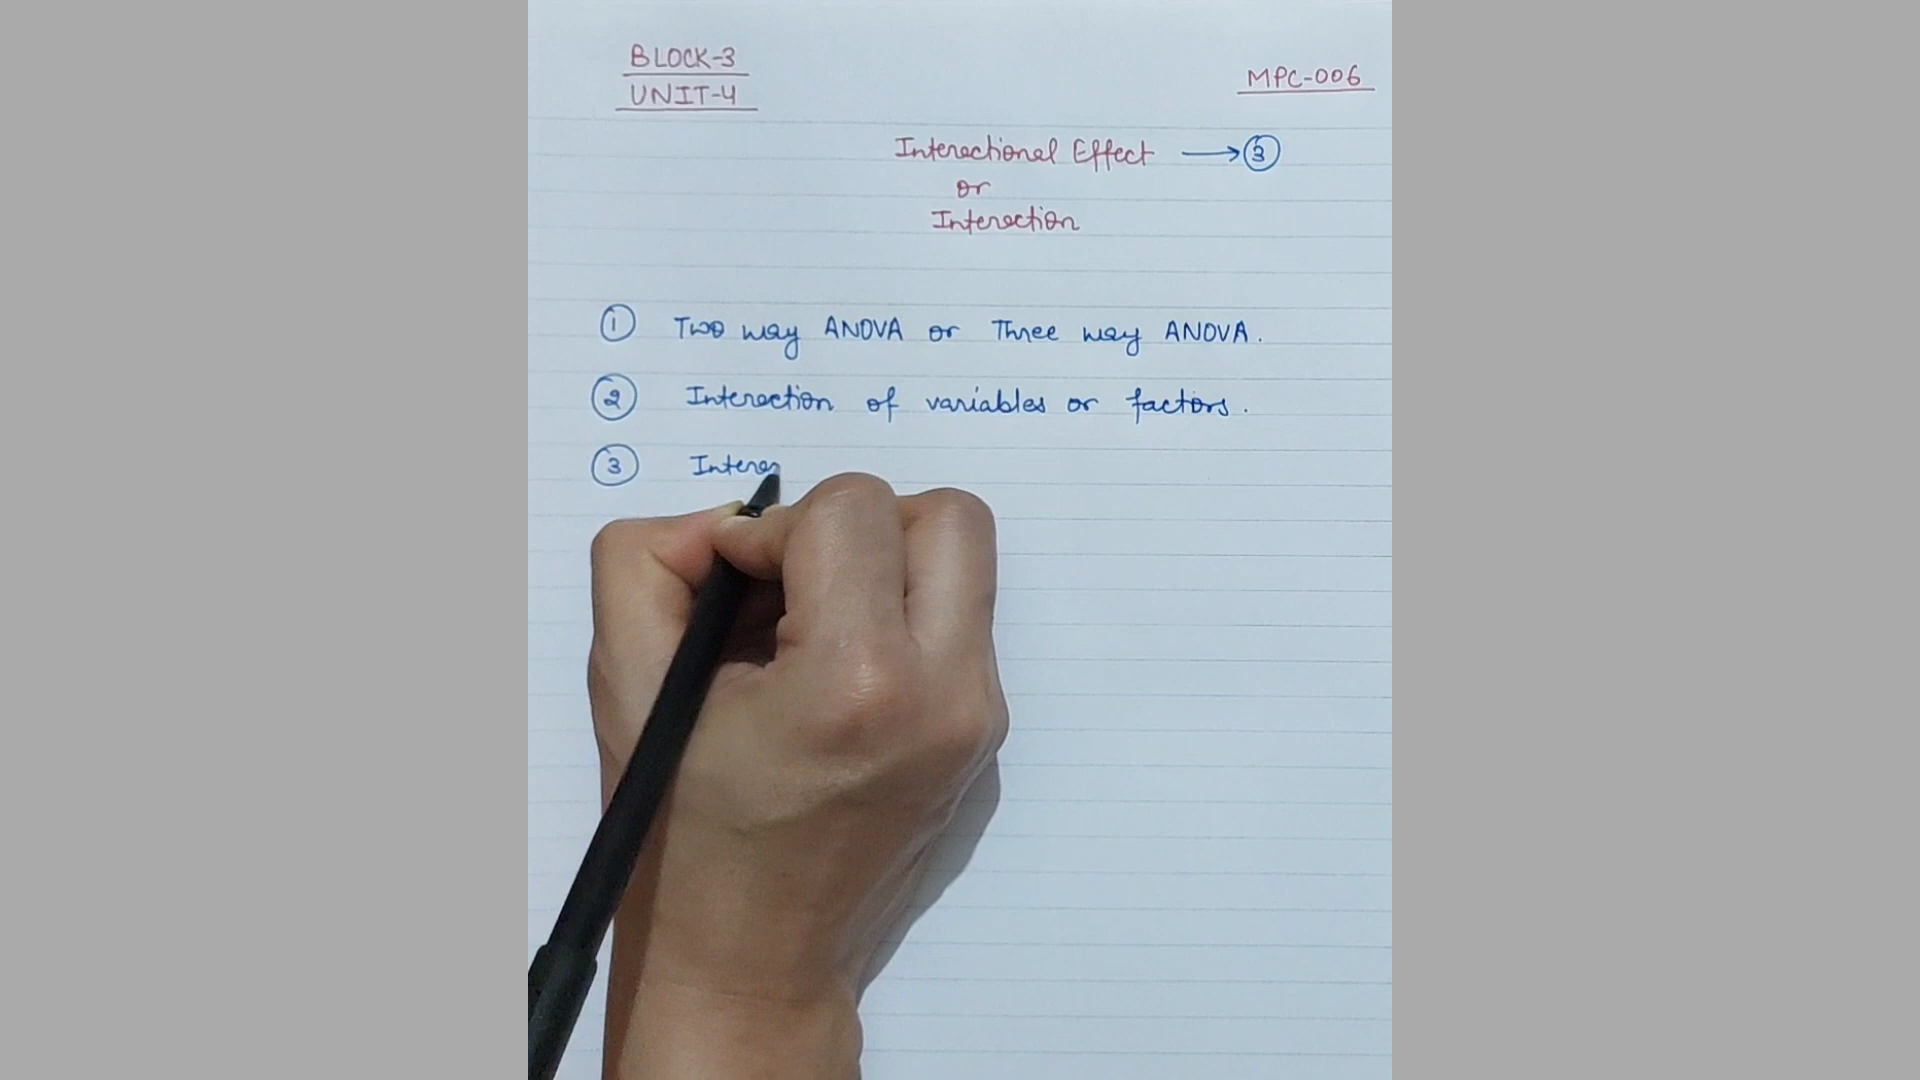 BLOCK-3
UNIT-4
MPC-006
Interactional Effect → 3
or
Interaction
1 Two way ANOVA or Three way ANOVA.
2 Interaction of variables or factors.
3 Intera